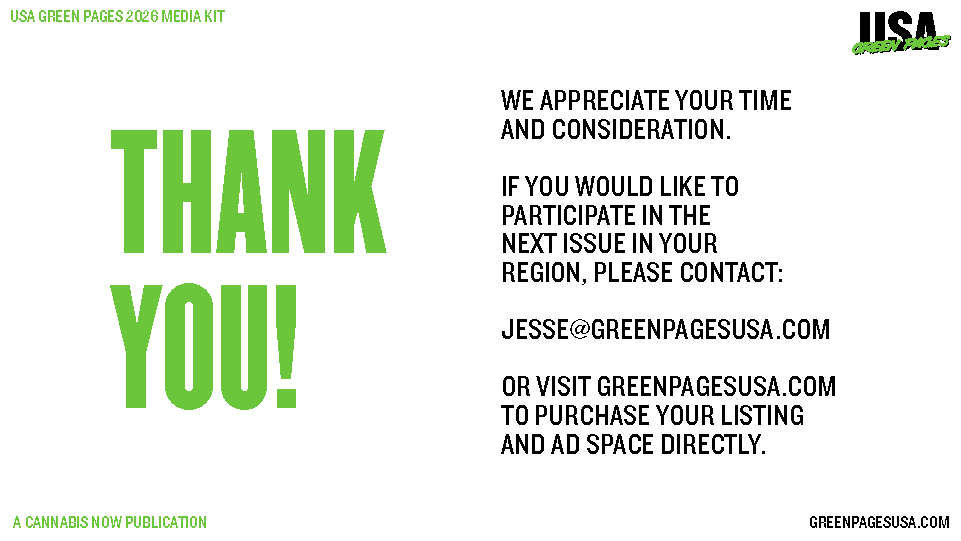 USA GREEN PAGES 2026 MEDIA KIT
USA
GREEN PAGES
THANK
YOU!
WE APPRECIATE YOUR TIME
AND CONSIDERATION.
IF YOU WOULD LIKE TO
PARTICIPATE IN THE
NEXT ISSUE IN YOUR
REGION, PLEASE CONTACT:
JESSE@GREENPAGESUSA.COM
OR VISIT GREENPAGESUSA.COM
TO PURCHASE YOUR LISTING
AND AD SPACE DIRECTLY.
A CANNABIS NOW PUBLICATION
GREENPAGESUSA.COM